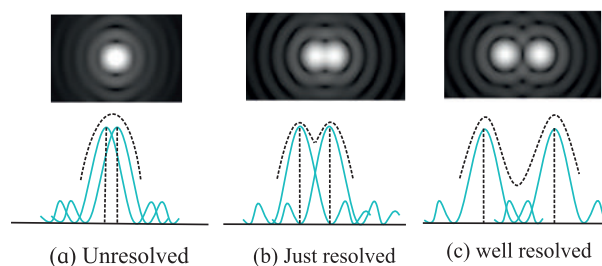 (a) Unresolved
(b) Just resolved
(c) well resolved